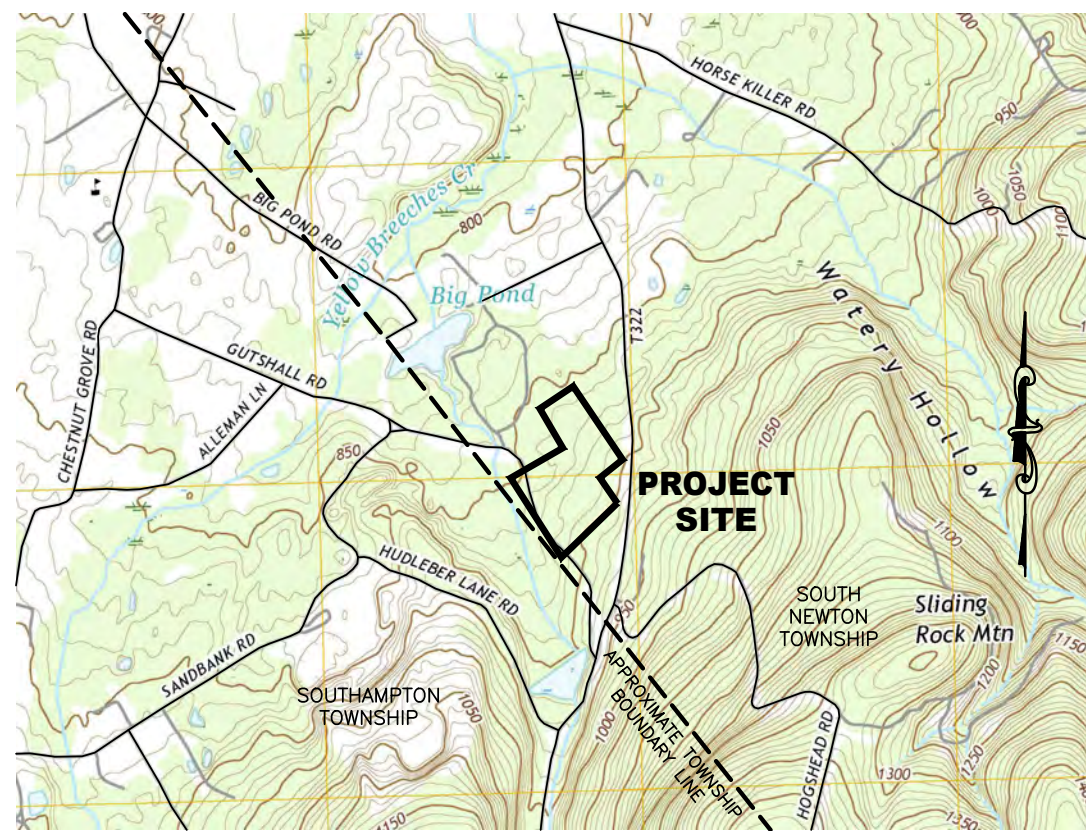 900
HORSE KILLER RD
950
1050
1000
1100
BIG POND RD
Yellow Breeches Cr
800
Big Pond
Watery Hollow
T322
CHESTNUT GROVE RD
GUTSHALL RD
ALLEMAN LN
850
1050
PROJECT
SITE
1100
HUDLEBER LANE RD
SOUTH
NEWTON
TOWNSHIP
Sliding
Rock Mtn
950
1150
SANDBANK RD
APPROXIMATE TOWNSHIP
BOUNDARY LINE
1200
SOUTHAMPTON
TOWNSHIP
1050
1000
HOGSHEAD RD
1250
1300
1150
1350